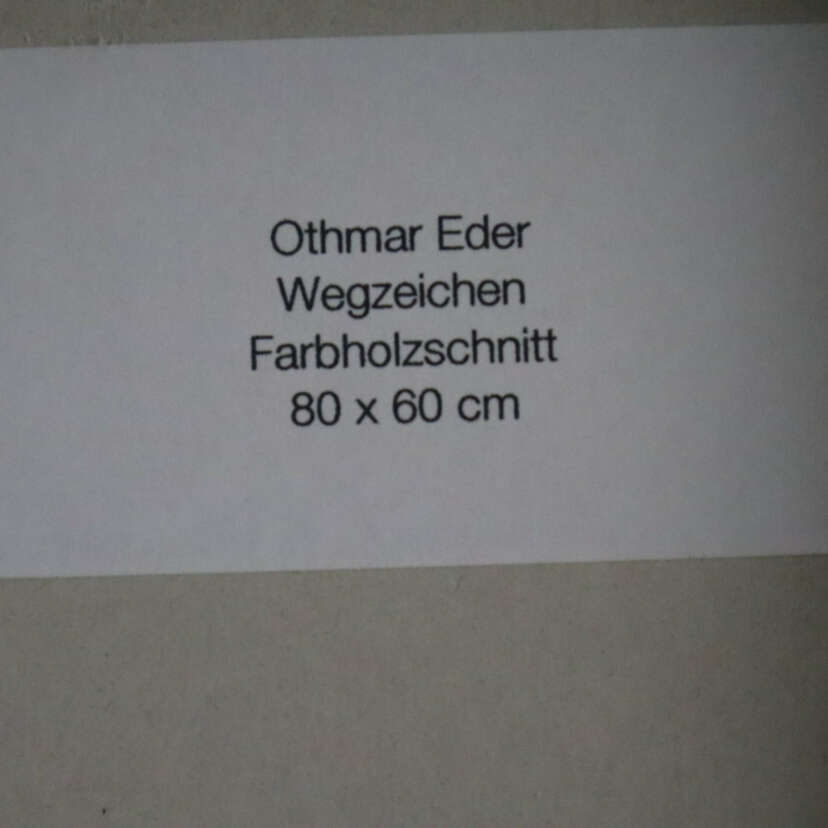 Othmar Eder
Wegzeichen
Farbholzschnitt
80 x 60 cm